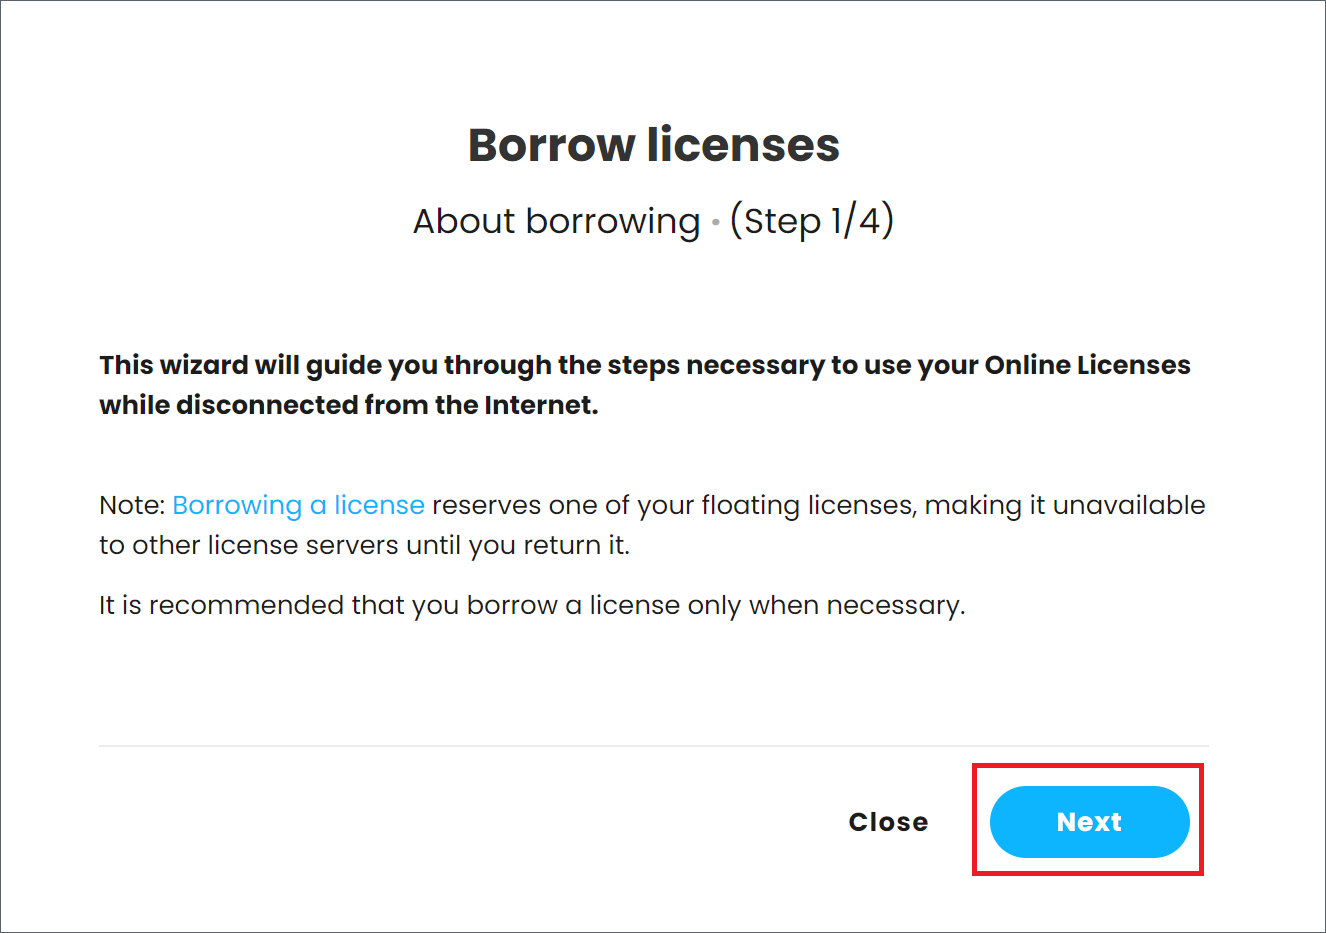 Borrow licenses
About borrowing • (Step 1/4)
This wizard will guide you through the steps necessary to use your Online Licenses
while disconnected from the Internet.
Note: Borrowing a license reserves one of your floating licenses, making it unavailable
to other license servers until you return it.
It is recommended that you borrow a license only when necessary.
Close
Next